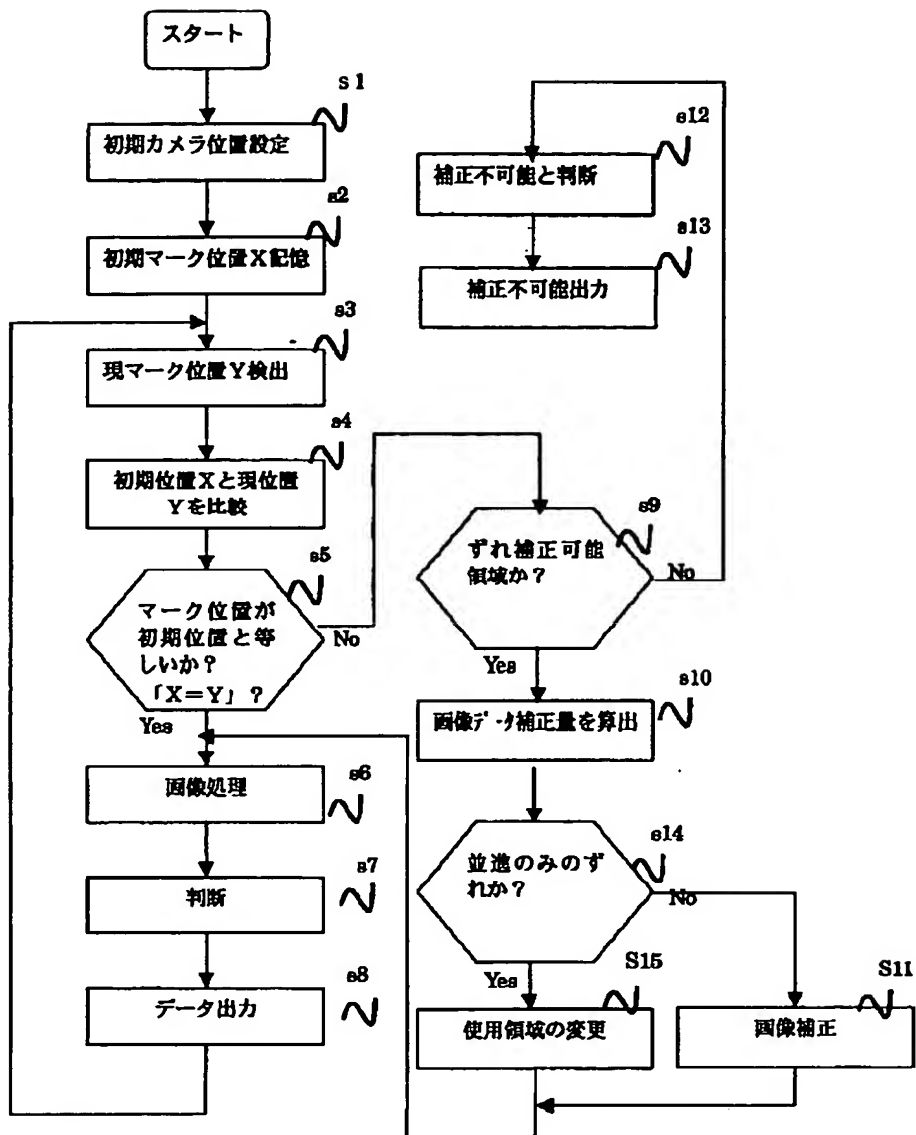 スタート
s1
初期カメラ位置設定
s2
初期マーク位置X記憶
s3
現マーク位置Y検出
s4
初期位置Xと現位置
Yを比較
s5
マーク位置が
初期位置と等
しいか?
「X=Y」?
No
Yes
s6
画像処理
s7
判断
s8
データ出力
s12
補正不可能と判断
s13
補正不可能出力
s9
ずれ補正可能
領域か?
No
Yes
s10
画像データ補正量を算出
s14
並進のみのず
れか?
No
Yes
S15
使用領域の変更
S11
画像補正